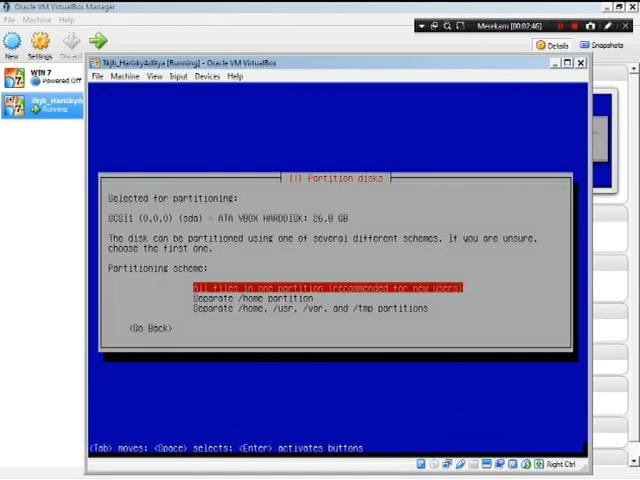 Oracle VM VirtualBox Manager
File Machine Help
Merekam [00:02:46]
New Settings Discard
Details Snapshots
WIN 7
Powered Off
Running
3kjb_HarizkyAditya [Running] - Oracle VM VirtualBox
File Machine View Input Devices Help
[!] Partition disks
Selected for partitioning:
SCSI1 (0,0,0) (sda) - ATA VBOX HARDDISK: 26.8 GB
The disk can be partitioned using one of several different schemes. If you are unsure,
choose the first one.
Partitioning scheme:
All files in one partition (recommended for new users)
Separate /home partition
Separate /home, /usr, /var, and /tmp partitions
<Go Back>
<Tab> moves; <Space> selects; <Enter> activates buttons
Right Ctrl